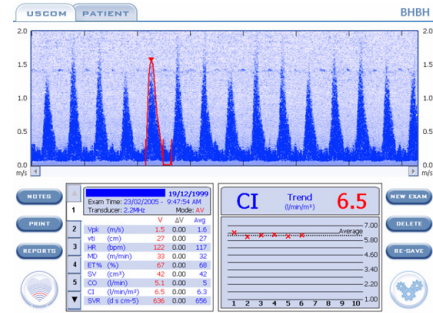 USCOM PATIENT BHBH
2.0 2.0
1.5 1.5
1.0 1.0
0.5 0.5
0.0 0.0
m/s m/s
NOTES
PRINT
REPORTS
1
2
3
4
5
19/12/1999
Exam Time: 23/02/2005 - 9:47:54 AM
Transducer: 2.2MHz Mode: AV
V ΔV Avg
Vpk (m/s) 1.5 0.00 1.6
vti (cm) 27 0.00 27
HR (bpm) 122 0.00 117
MD (m/min) 33 0.00 32
ET% (%) 67 0.00 68
SV (cm³) 42 0.00 42
CO (l/min) 5.1 0.00 5
CI (l/min/m²) 6.5 0.00 6.3
SVR (d s cm-5) 636 0.00 656
CI Trend 6.5
(l/min/m²)
7.00
Average
5.80
4.60
3.40
2.20
1.00
1 2 3 4 5 6 7 8 9 10
NEW EXAM
DELETE
RE-SAVE